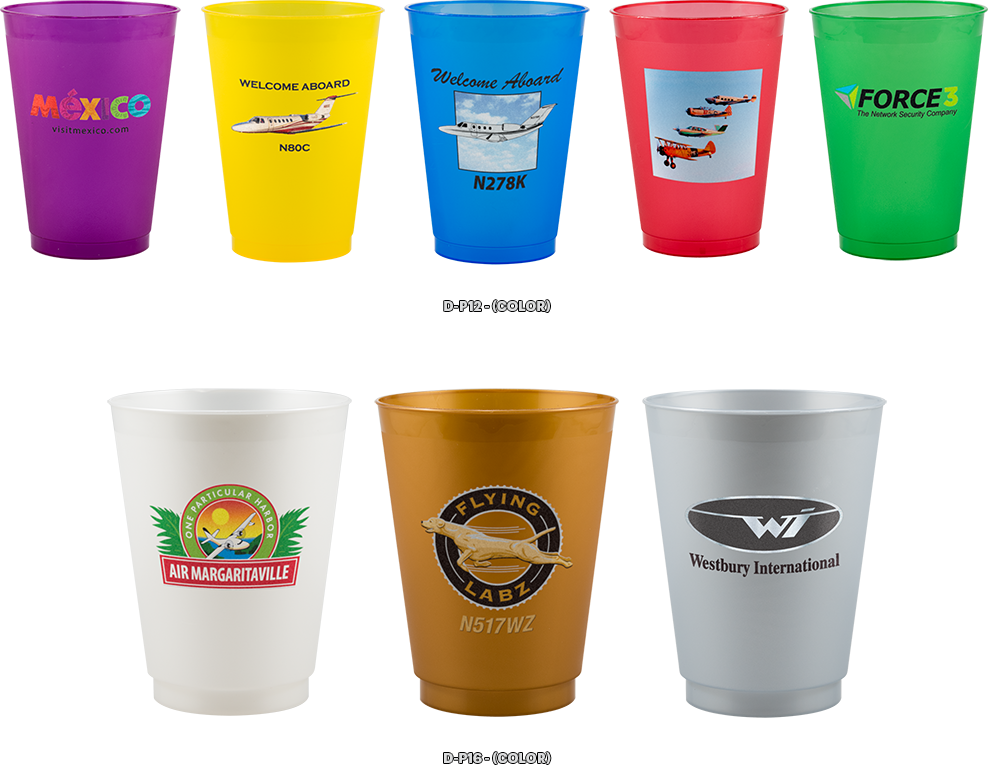 MéxIcO
visitmexico.com
WELCOME ABOARD
N80C
Welcome Aboard
N278K
FORCE3
The Network Security Company
D-P12 - (COLOR)
ONE PARTICULAR HARBOR
AIR MARGARITAVILLE
FLYING
LABZ
N517WZ
WI
Westbury International
D-P16 - (COLOR)